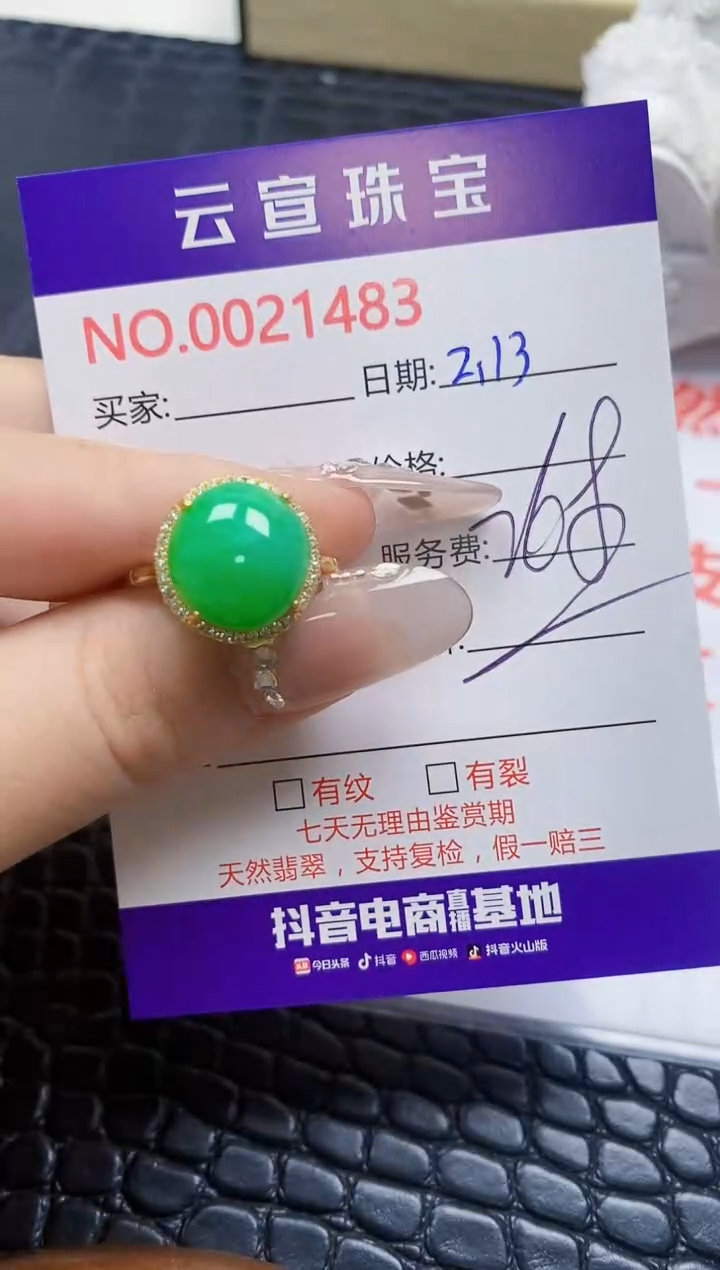 云宣珠宝
NO.0021483
买家: 日期: 2.13
价格:
服务费:
有纹 有裂
七天无理由鉴赏期
天然翡翠，支持复检，假一赔三
抖音电商直播基地
头条 今日头条 抖音 西瓜视频 抖音火山版